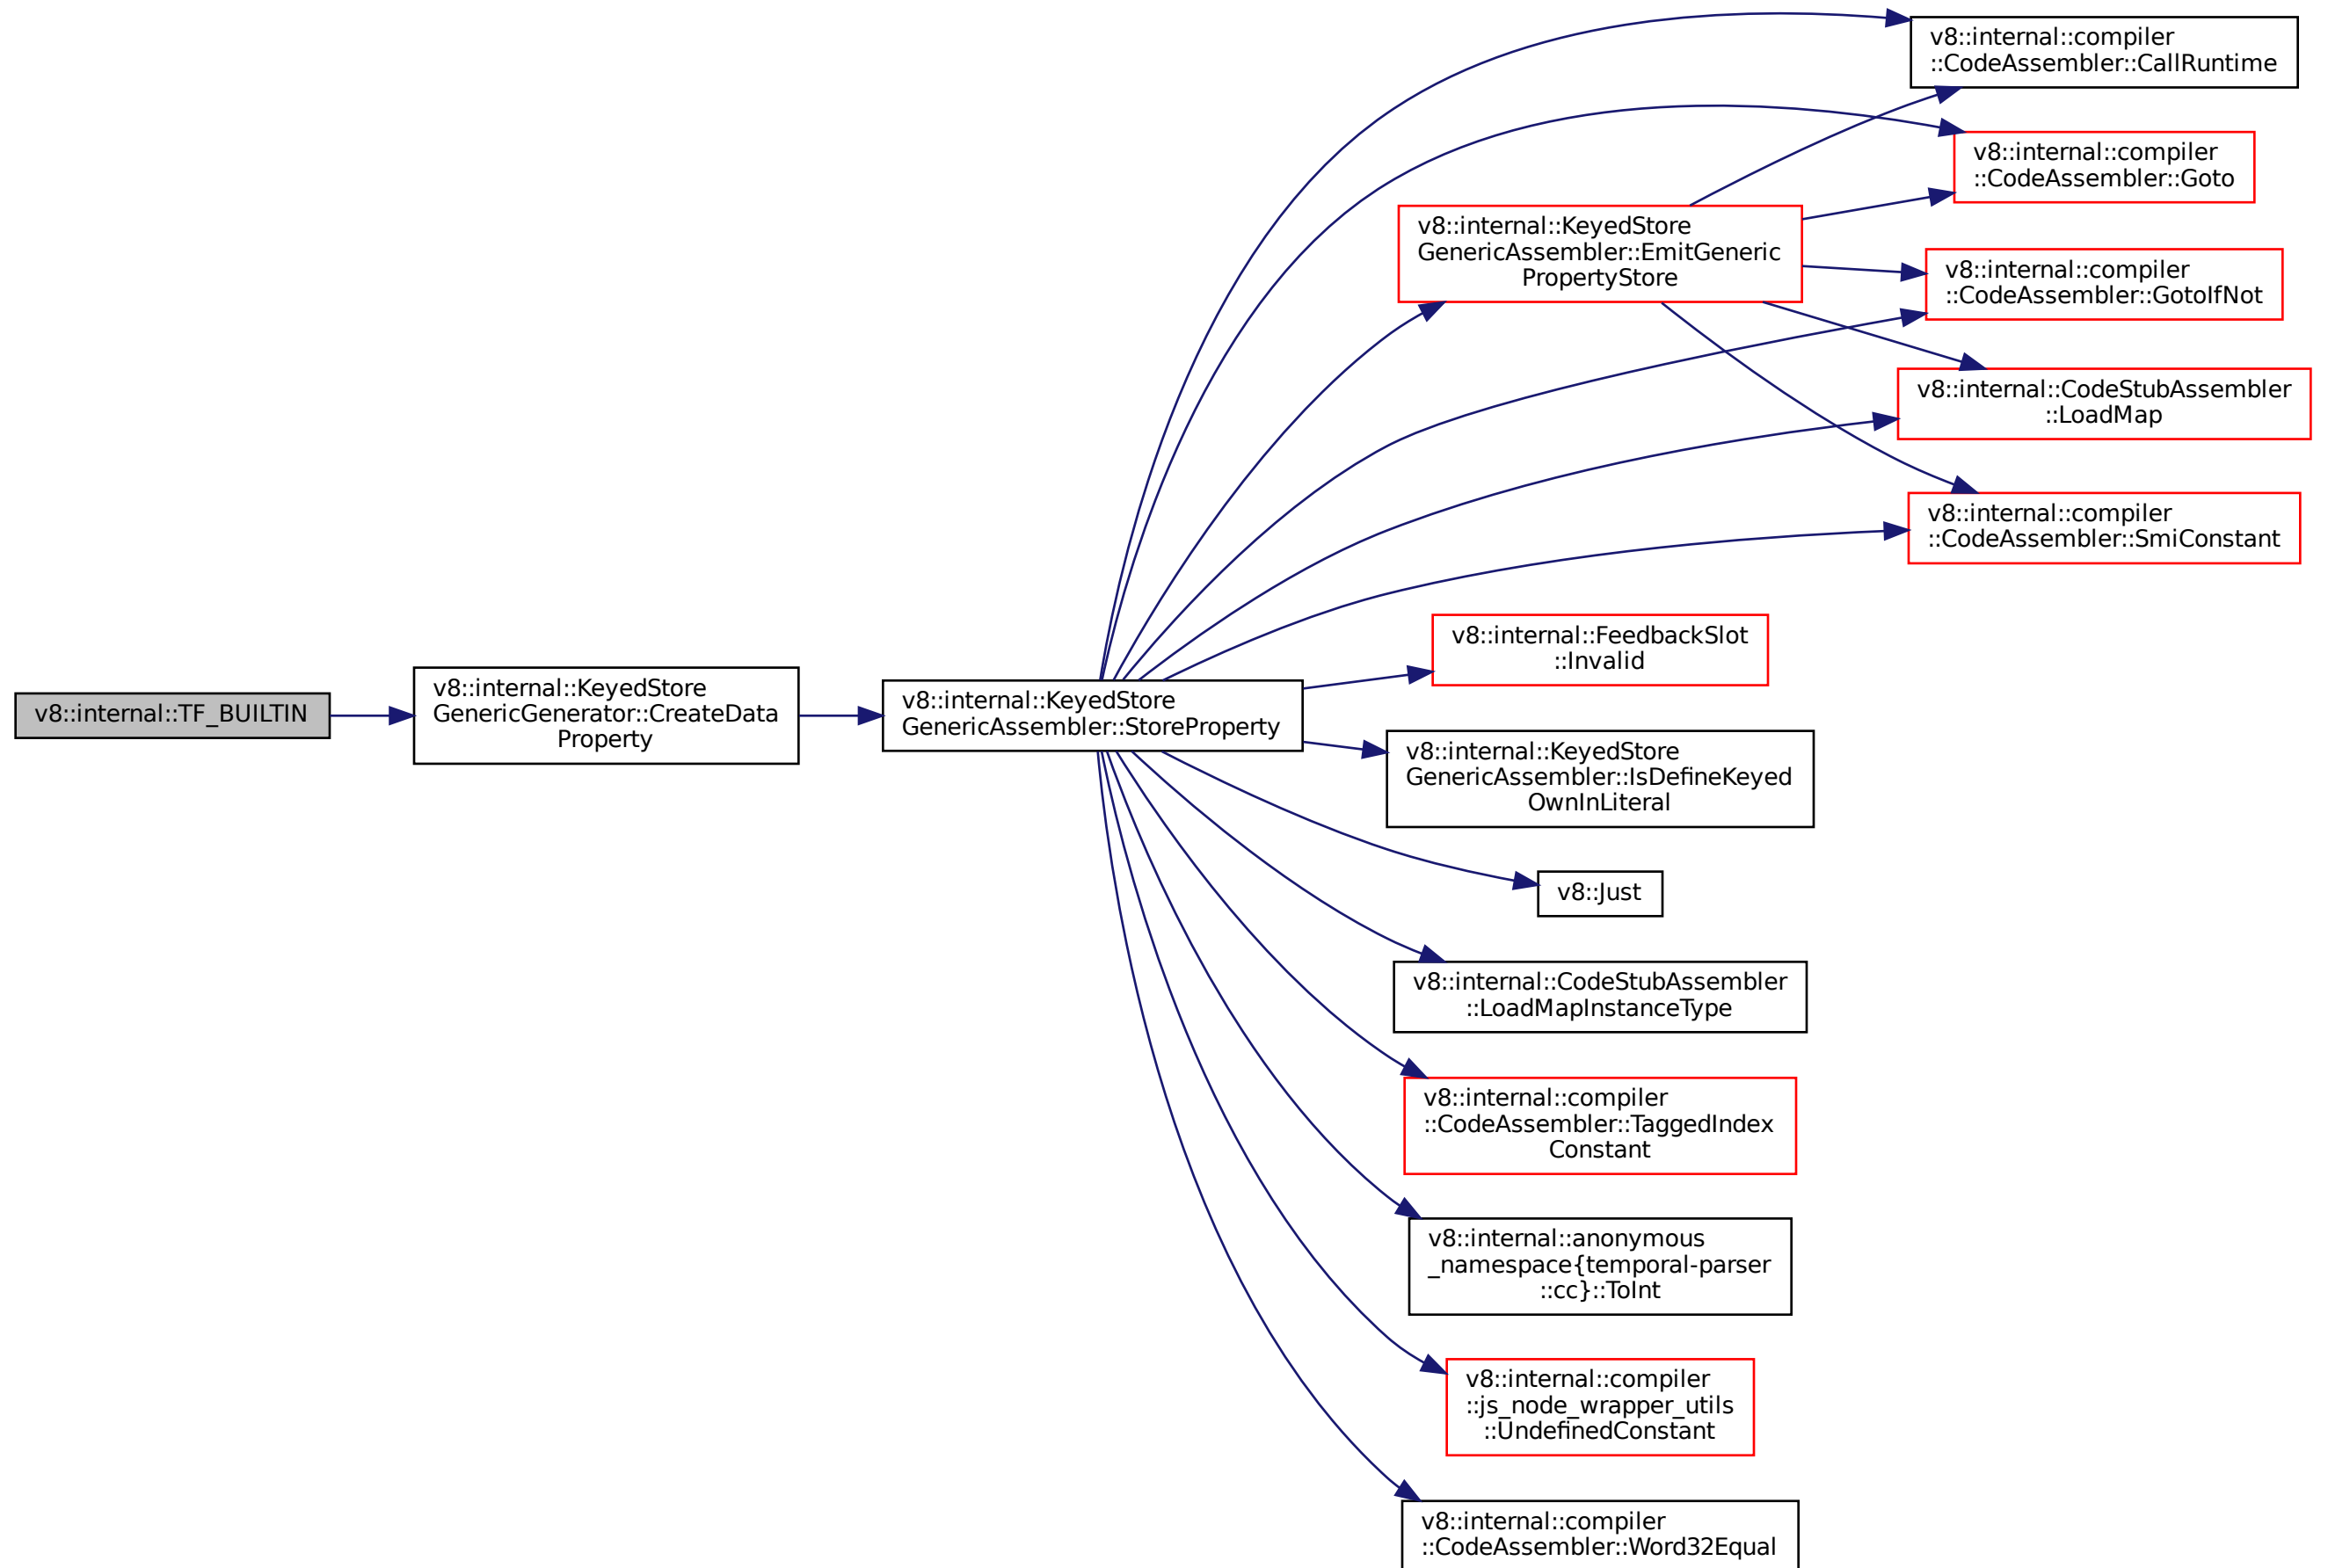 v8::internal::TF_BUILTIN
v8::internal::KeyedStore
GenericGenerator::CreateData
Property
v8::internal::KeyedStore
GenericAssembler::StoreProperty
v8::internal::compiler
::CodeAssembler::CallRuntime
v8::internal::compiler
::CodeAssembler::Goto
v8::internal::KeyedStore
GenericAssembler::EmitGeneric
PropertyStore
v8::internal::compiler
::CodeAssembler::GotoIfNot
v8::internal::CodeStubAssembler
::LoadMap
v8::internal::compiler
::CodeAssembler::SmiConstant
v8::internal::FeedbackSlot
::Invalid
v8::internal::KeyedStore
GenericAssembler::IsDefineKeyed
OwnInLiteral
v8::Just
v8::internal::CodeStubAssembler
::LoadMapInstanceType
v8::internal::compiler
::CodeAssembler::TaggedIndex
Constant
v8::internal::anonymous
_namespace{temporal-parser
::cc}::ToInt
v8::internal::compiler
::js_node_wrapper_utils
::UndefinedConstant
v8::internal::compiler
::CodeAssembler::Word32Equal